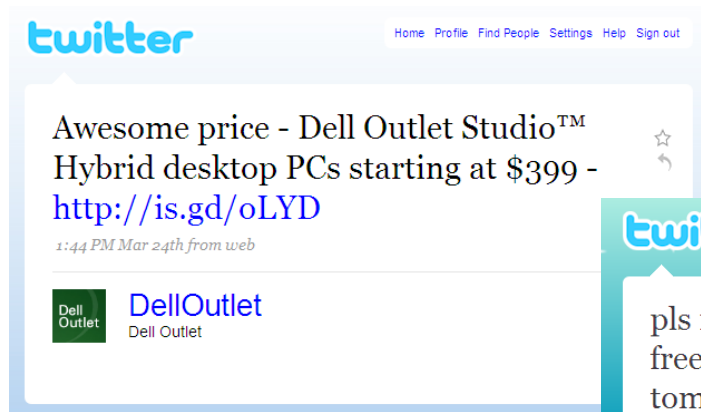 twitter
Home Profile Find People Settings Help Sign out
Awesome price - Dell Outlet Studio™
Hybrid desktop PCs starting at $399 -
http://is.gd/oLYD
1:44 PM Mar 24th from web
Dell
Outlet
DellOutlet
Dell Outlet
pls
free